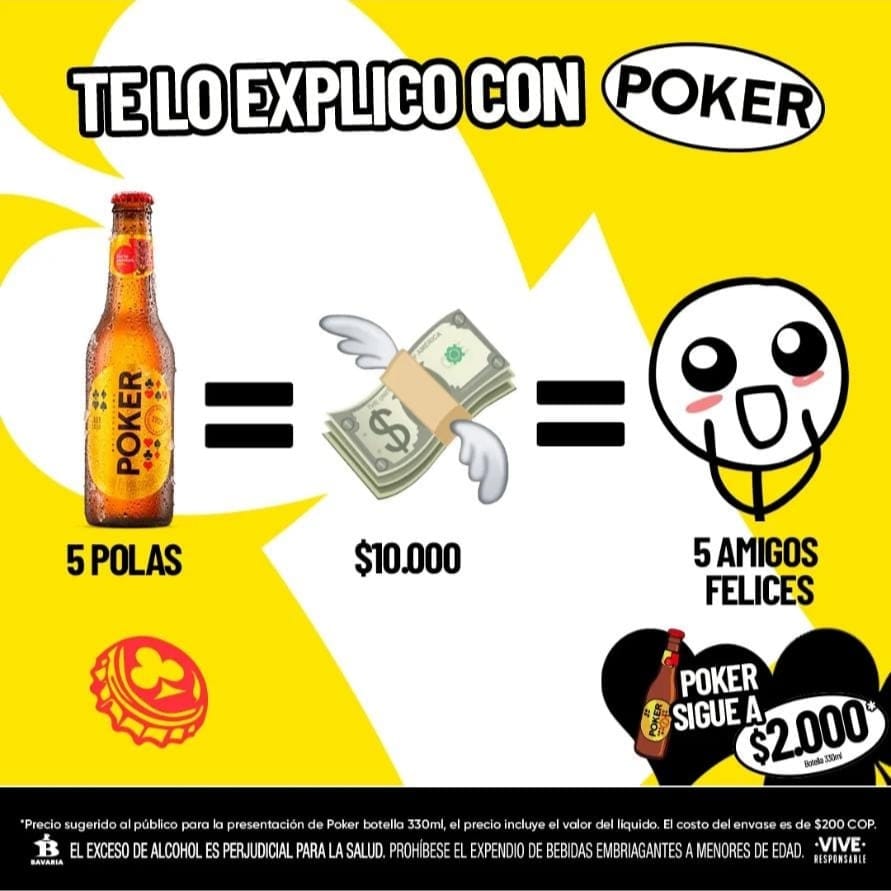 TE LO EXPLICO CON POKER
POKER
5 POLAS
$10.000
5 AMIGOS
FELICES
POKER
SIGUE A
$2.000*
Botella 330ml
POKER
*Precio sugerido al público para la presentación de Poker botella 330ml, el precio incluye el valor del líquido. El costo del envase es de $200 COP.
BAVARIA
EL EXCESO DE ALCOHOL ES PERJUDICIAL PARA LA SALUD. PROHÍBESE EL EXPENDIO DE BEBIDAS EMBRIAGANTES A MENORES DE EDAD.
·VIVE·
RESPONSABLE